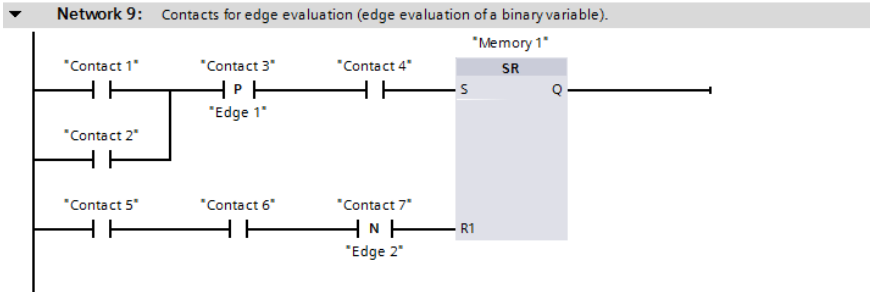 Network 9: Contacts for edge evaluation (edge evaluation of a binary variable).
"Memory 1"
"Contact 1" "Contact 3" "Contact 4" SR
P S Q
"Edge 1"
"Contact 2"
"Contact 5" "Contact 6" "Contact 7"
N R1
"Edge 2"